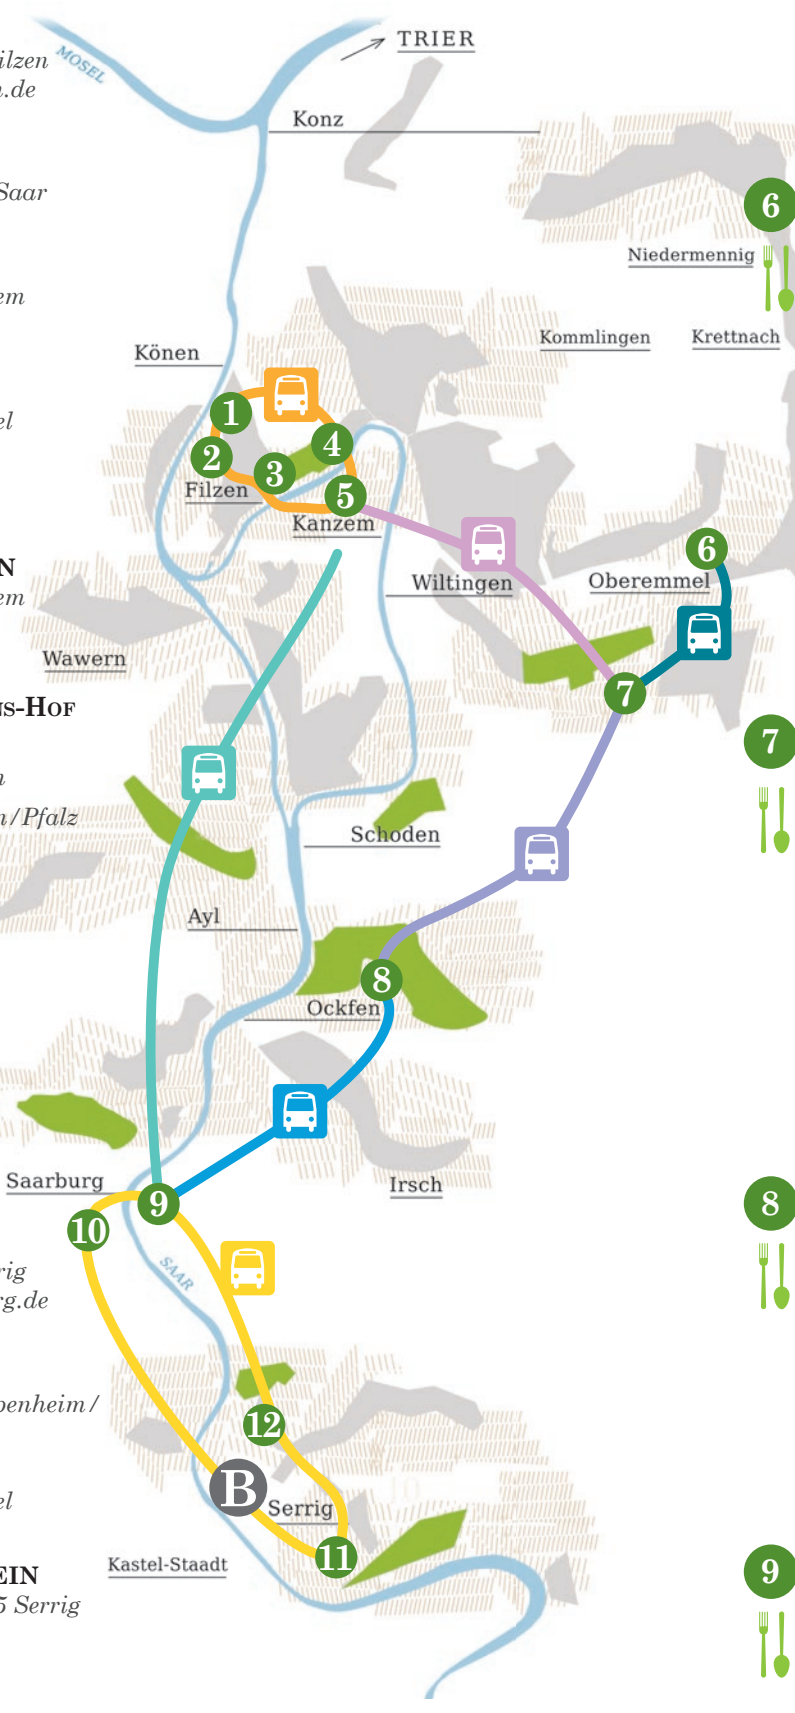 TRIER
ilzen
MOSEL
n.de
Konz
Saar
6
Niedermennig
em
Kommlingen
Krettnach
Könen
1
el
4
2
3
Filzen
5
Kanzem
6
N
Wiltingen
Oberemmel
em
Wawern
7
NS-HOF
7
n
n/Pfalz
Schoden
Ayl
8
Ockfen
Saarburg
Irsch
9
8
10
SAAR
rig
rg.de
penheim/
12
B
el
Serrig
11
Kastel-Staadt
EIN
9
5 Serrig